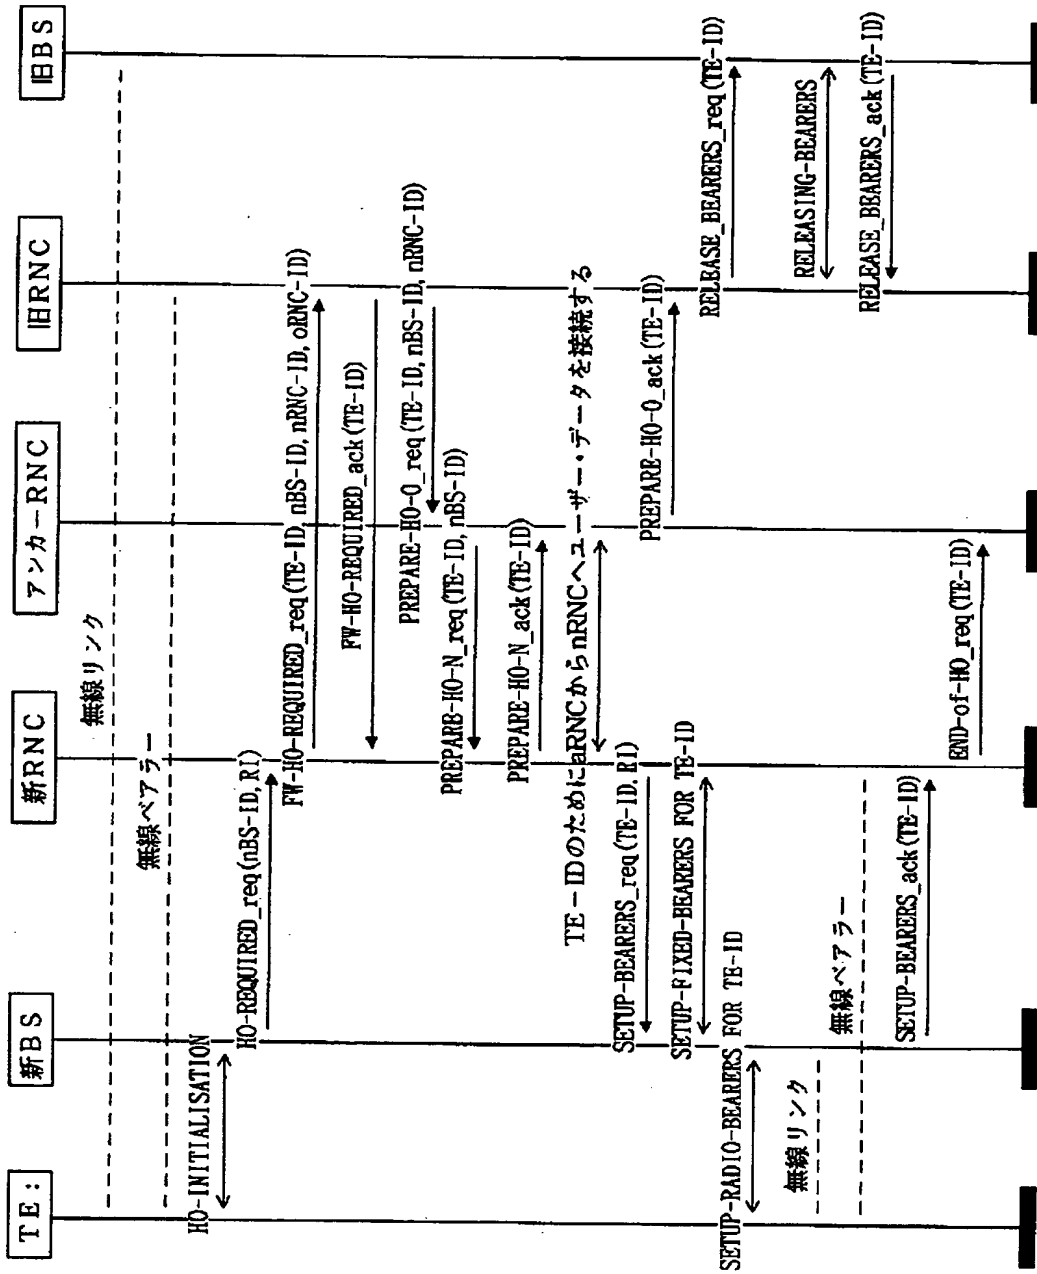 TE:
新BS
新RNC
アンカーRNC
旧RNC
旧BS
無線リンク
無線ベアラー
HO-INITIALISATION
HO-REQUIRED_req(nBS-ID,RI)
FW-HO-REQUIRED_req(TE-ID,nBS-ID,nRNC-ID,oRNC-ID)
FW-HO-REQUIRED_ack(TE-ID)
PREPARE-HO-O_req(TE-ID,nBS-ID,nRNC-ID)
PREPARB-HO-N_req(TE-ID,nBS-ID)
PREPARE-HO-N_ack(TE-ID)
TE-IDのためにaRNCからnRNCへユーザー・データを接続する
SETUP-BEARERS_req(TE-ID,RI)
PREPARE-HO-O_ack(TE-ID)
SETUP-FIXED-BEARERS FOR TE-ID
RELEASE_BEARERS_req(TE-ID)
SETUP-RADIO-BEARERS FOR TE-ID
RELEASING-BEARERS
無線リンク
無線ベアラー
RELEASE_BEARERS_ack(TE-ID)
SETUP-BEARERS_ack(TE-ID)
END-of-HO_req(TE-ID)